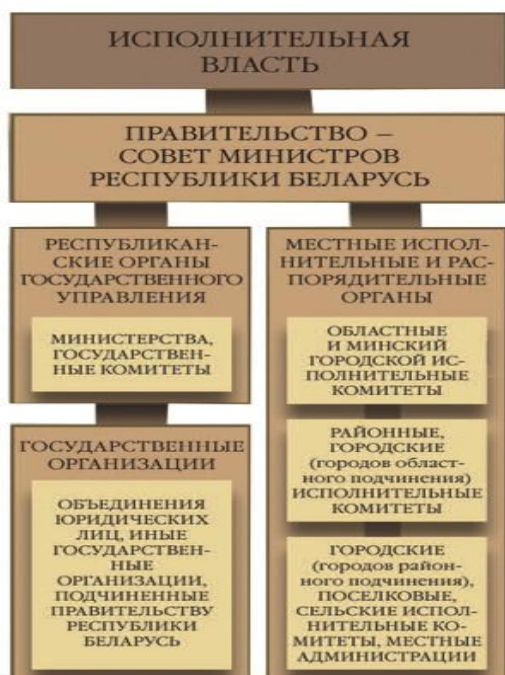 ИСПОЛНИТЕЛЬНАЯ
ВЛАСТЬ
ПРАВИТЕЛЬСТВО –
СОВЕТ МИНИСТРОВ
РЕСПУБЛИКИ БЕЛАРУСЬ
РЕСПУБЛИКАН-
СКИЕ ОРГАНЫ
ГОСУДАРСТВЕННОГО
УПРАВЛЕНИЯ
МИНИСТЕРСТВА,
ГОСУДАРСТВЕН-
НЫЕ КОМИТЕТЫ
ГОСУДАРСТВЕННЫЕ
ОРГАНИЗАЦИИ
ОБЪЕДИНЕНИЯ
ЮРИДИЧЕСКИХ
ЛИЦ, ИНЫЕ
ГОСУДАРСТВЕН-
НЫЕ
ОРГАНИЗАЦИИ,
ПОДЧИНЕННЫЕ
ПРАВИТЕЛЬСТВУ
РЕСПУБЛИКИ
БЕЛАРУСЬ
МЕСТНЫЕ ИСПОЛ-
НИТЕЛЬНЫЕ И РАС-
ПОРЯДИТЕЛЬНЫЕ
ОРГАНЫ
ОБЛАСТНЫЕ
И МИНСКИЙ
ГОРОДСКОЙ ИС-
ПОЛНИТЕЛЬНЫЕ
КОМИТЕТЫ
РАЙОННЫЕ,
ГОРОДСКИЕ
(городов област-
ного подчинения)
ИСПОЛНИТЕЛЬНЫЕ
КОМИТЕТЫ
ГОРОДСКИЕ
(городов район-
ного подчинения),
ПОСЕЛКОВЫЕ,
СЕЛЬСКИЕ ИСПОЛ-
НИТЕЛЬНЫЕ КО-
МИТЕТЫ, МЕСТНЫЕ
АДМИНИСТРАЦИИ